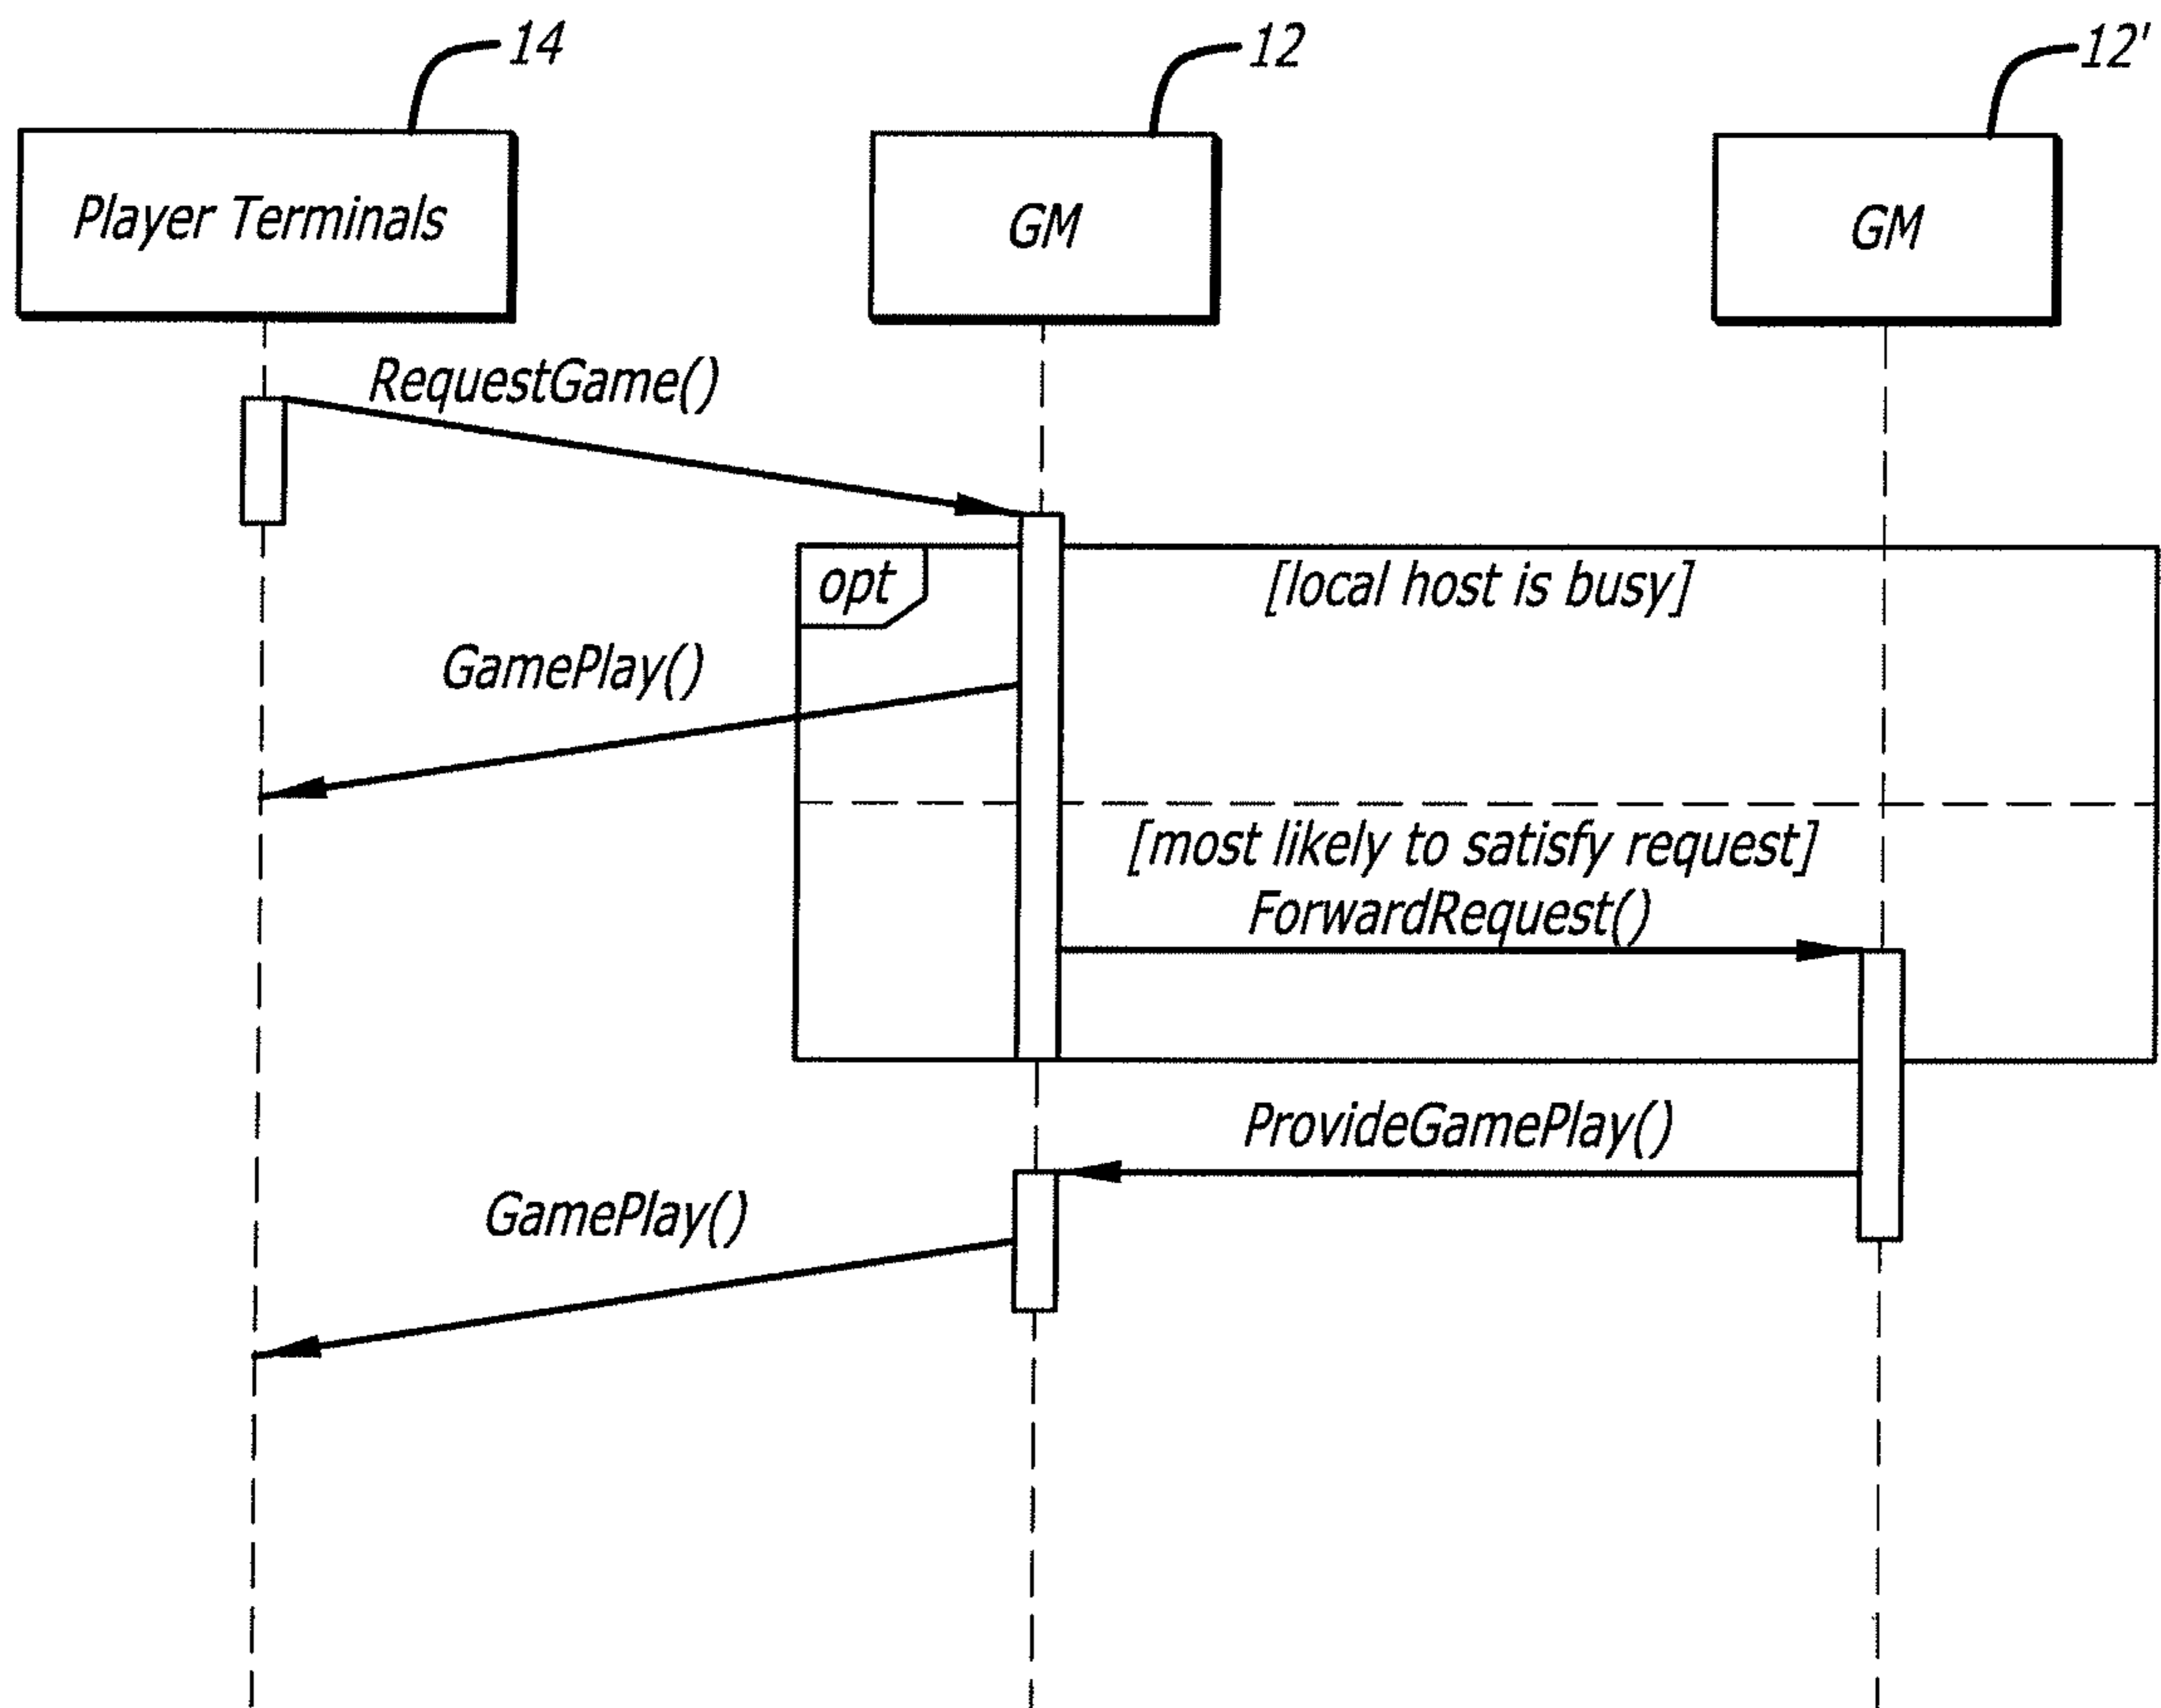 14
12
12'
Player Terminals
GM
GM
RequestGame()
opt
[local host is busy]
GamePlay()
[most likely to satisfy request]
ForwardRequest()
ProvideGamePlay()
GamePlay()